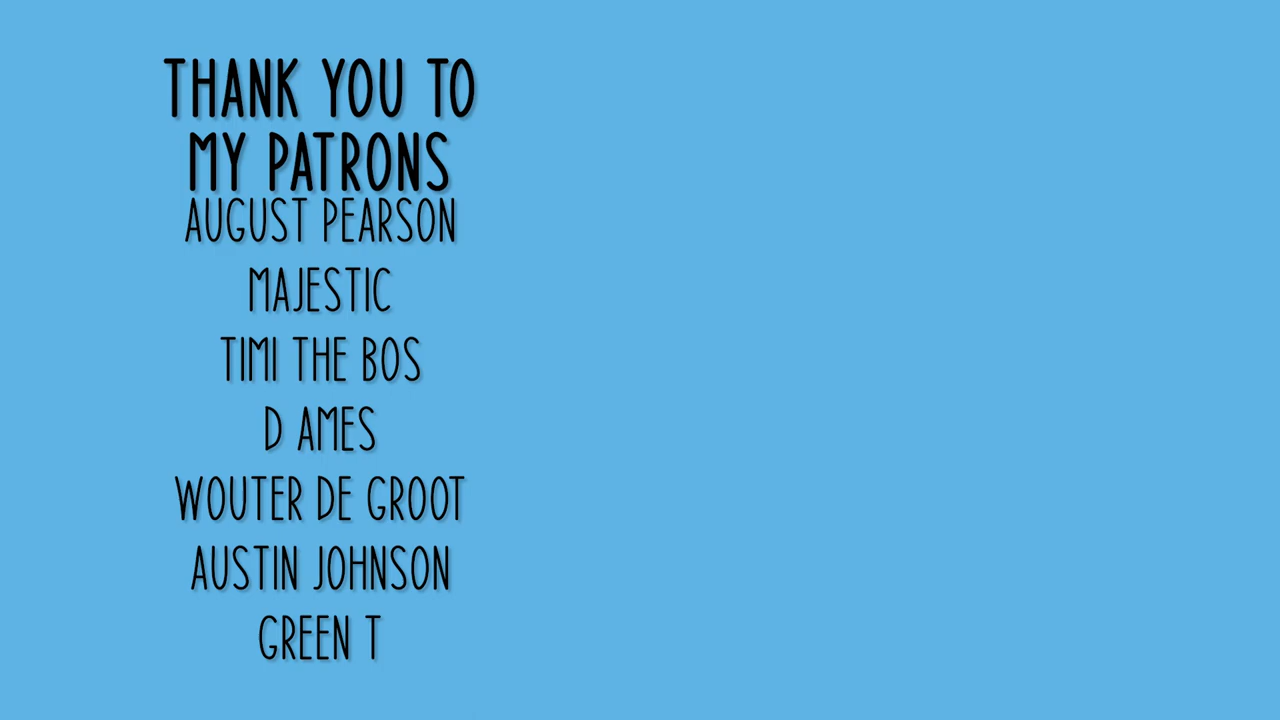 THANK YOU TO
MY PATRONS
AUGUST PEARSON
MAJESTIC
TIMI THE BOS
D AMES
WOUTER DE GROOT
AUSTIN JOHNSON
GREEN T